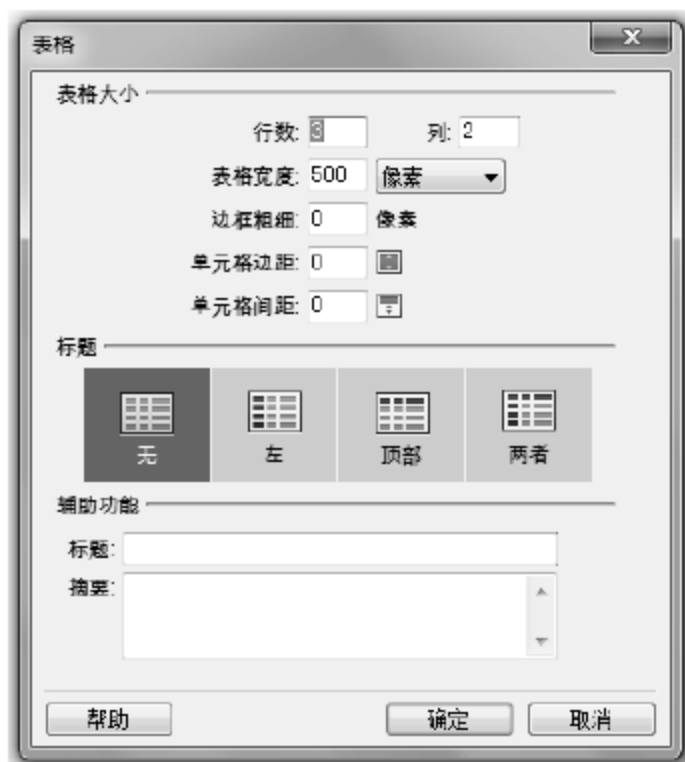 表格
表格大小
行数: 3 列: 2
表格宽度: 500 像素
边框粗细: 0 像素
单元格边距: 0
单元格间距: 0
标题
无 左 顶部 两者
辅助功能
标题:
摘要:
帮助 确定 取消